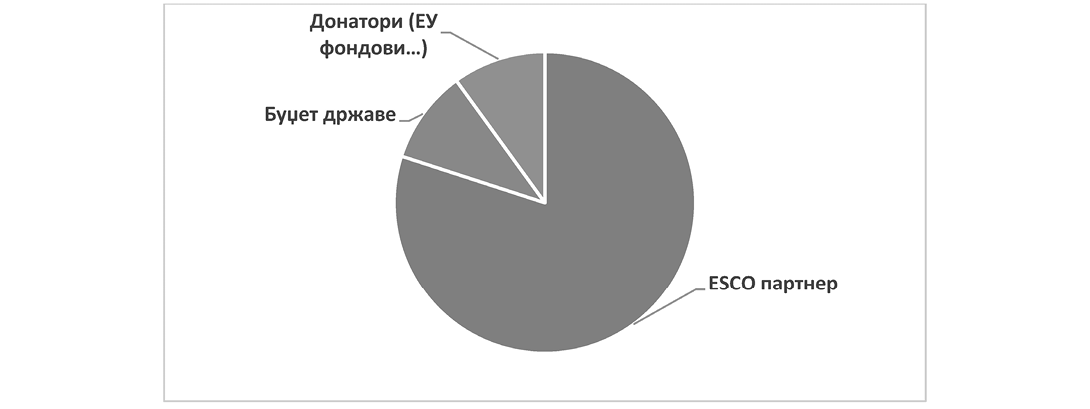 Донатори (ЕУ
фондови...)
Буџет државе
ESCO партнер